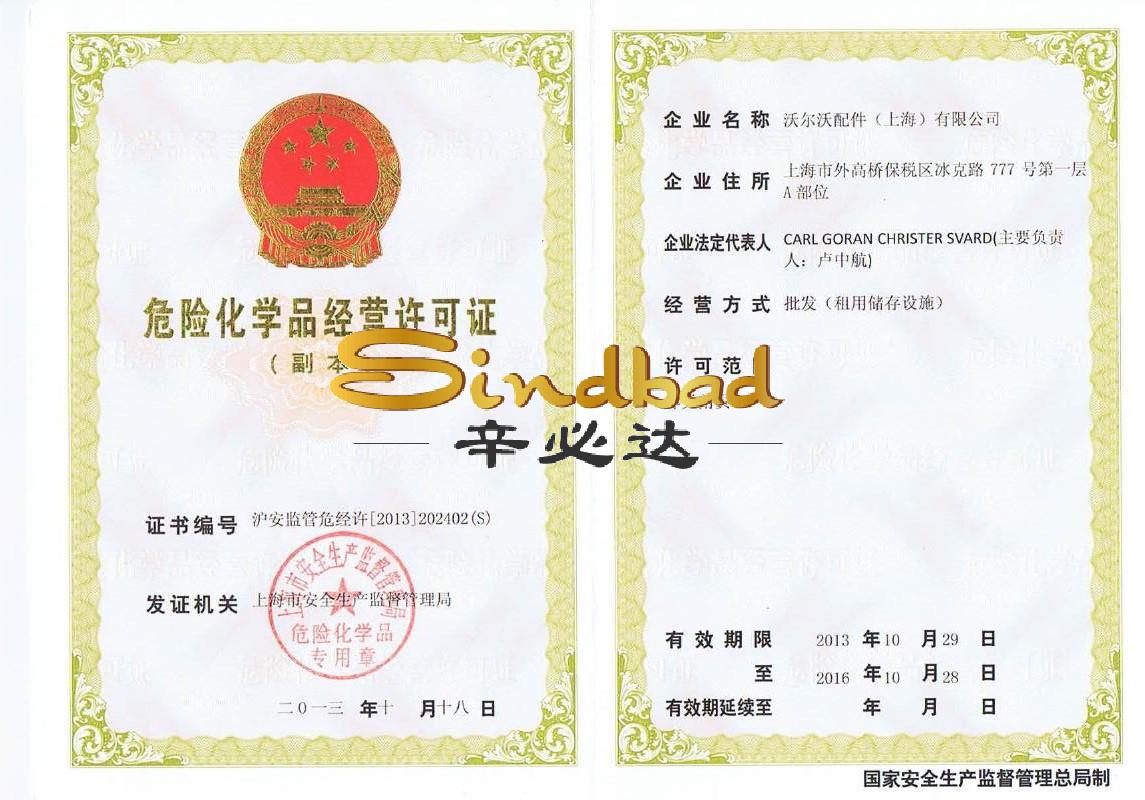 危险化学品经营许可证
（副本
证书编号 沪安监管危经许[2013]202402(S)
发证机关 上海市安全生产监督管理局
上海市安全生产监督管理局
危险化学品
专用章
二0一三 年十 月十八 日
企业名称 沃尔沃配件（上海）有限公司
企业住所 上海市外高桥保税区冰克路 777 号第一层
A 部位
企业法定代表人 CARL GORAN CHRISTER SVARD(主要负责
人：卢中航)
经营方式 批发（租用储存设施）
许可范
Sindbad
辛必达
有效期限 2013 年10 月29 日
至 2016 年10 月28 日
有效期延续至 年 月 日
国家安全生产监督管理总局制